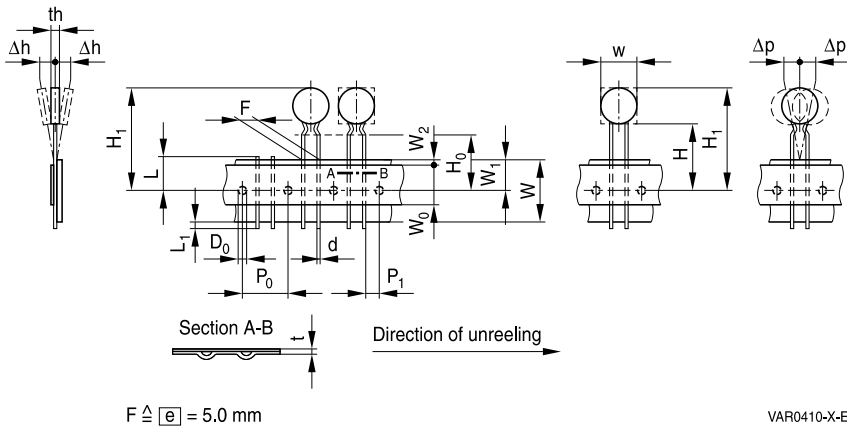 th
Δh Δh
H₁
L
L₁
F
W₂
H₀
W₁
W
W₀
A B
D₀
d
P₀
P₁
w
H
H₁
Δp Δp
Section A-B
t
Direction of unreeling
F ≙ e = 5.0 mm
VAR0410-X-E